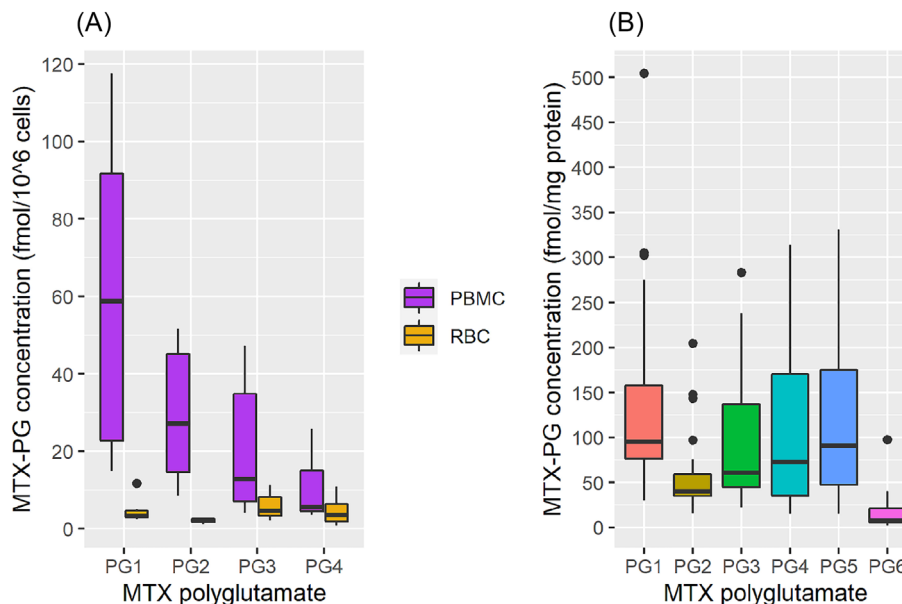 (A)
MTX-PG concentration (fmol/10^6 cells)
120
100
80
60
40
20
0
PG1 PG2 PG3 PG4
MTX polyglutamate
PBMC
RBC
(B)
MTX-PG concentration (fmol/mg protein)
500
450
400
350
300
250
200
150
100
50
0
PG1 PG2 PG3 PG4 PG5 PG6
MTX polyglutamate